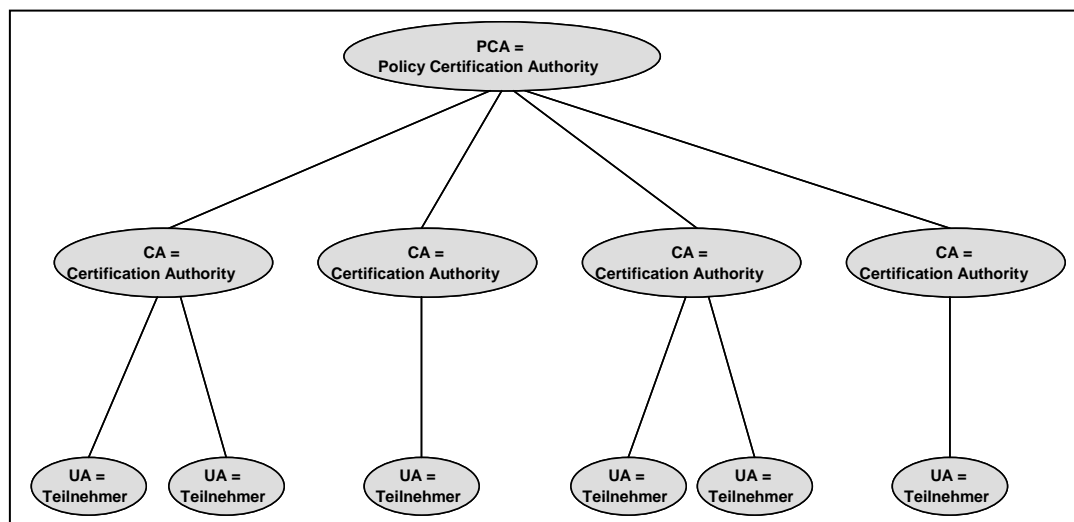 PCA =
Policy Certification Authority
CA =
Certification Authority
CA =
Certification Authority
CA =
Certification Authority
CA =
Certification Authority
UA =
Teilnehmer
UA =
Teilnehmer
UA =
Teilnehmer
UA =
Teilnehmer
UA =
Teilnehmer
UA =
Teilnehmer